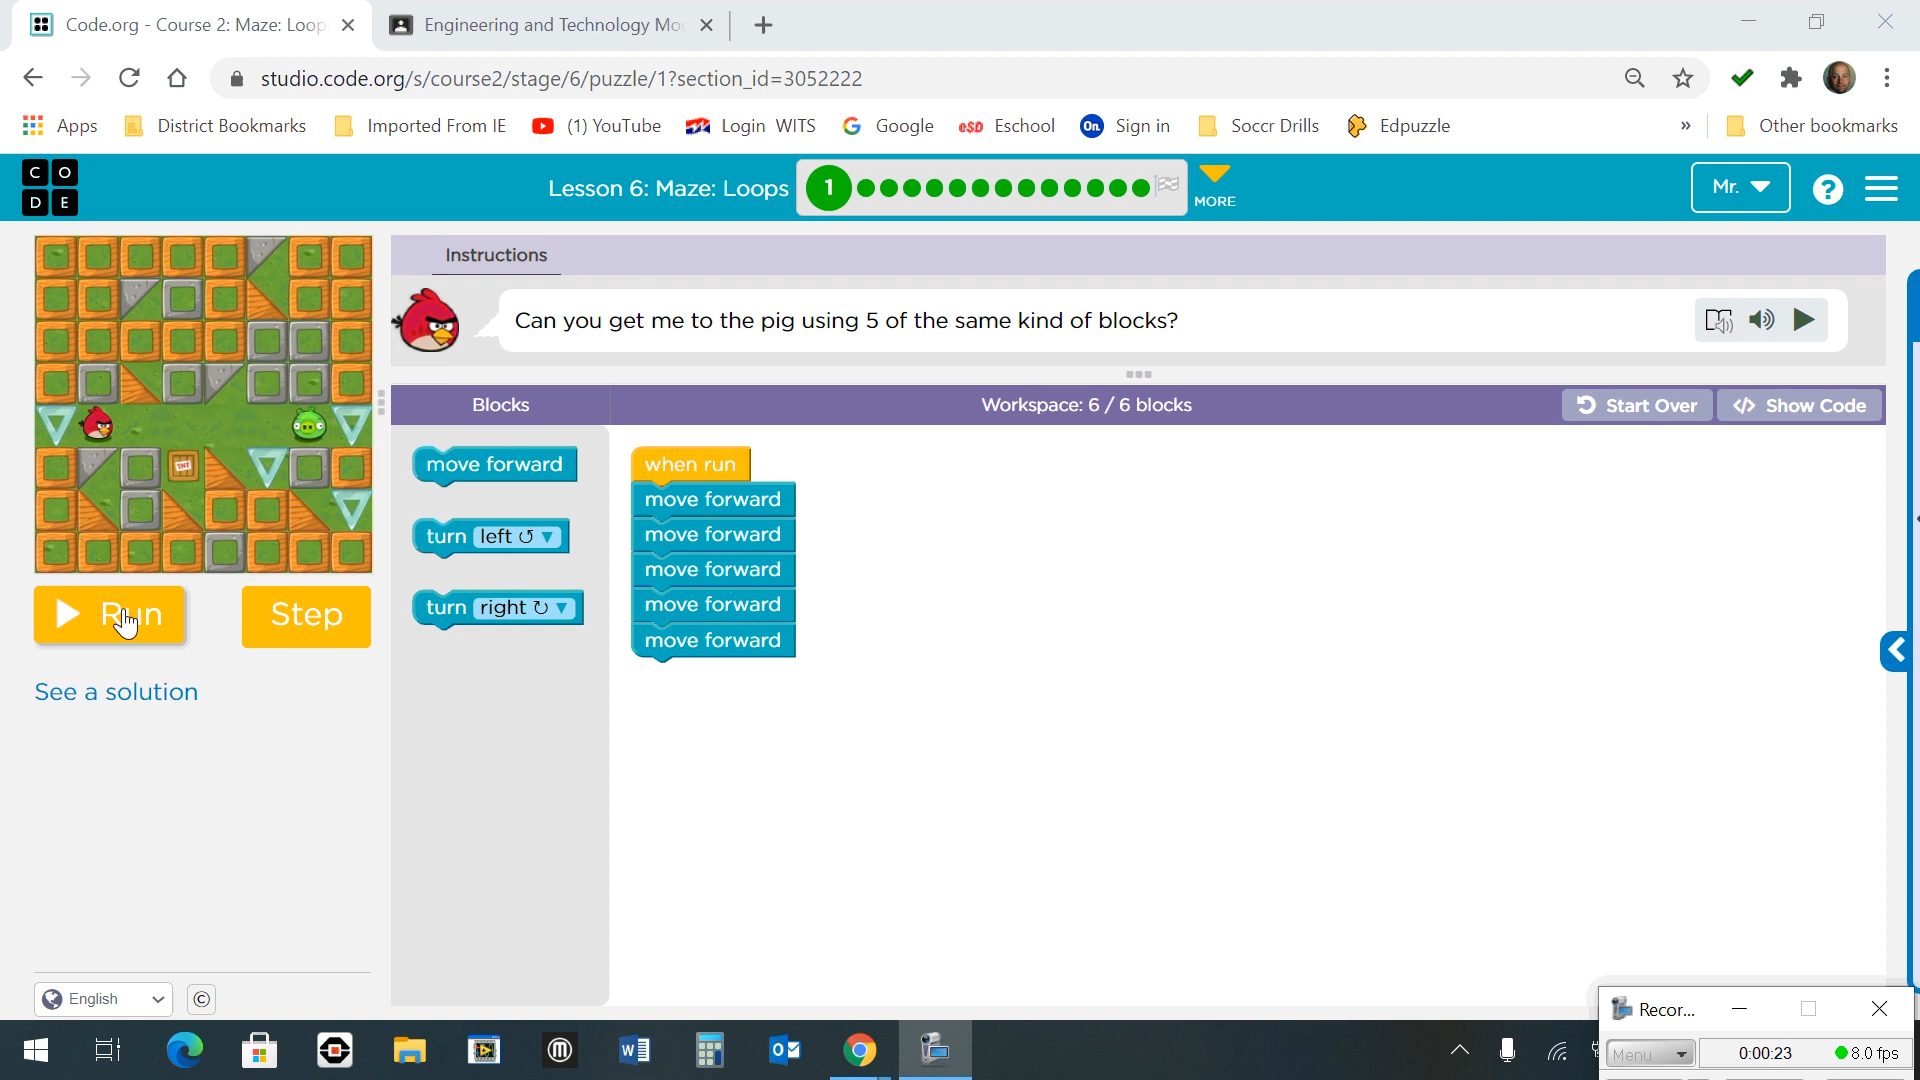 Code.org - Course 2: Maze: Loop
Engineering and Technology Mo
studio.code.org/s/course2/stage/6/puzzle/1?section_id=3052222
Apps
District Bookmarks
Imported From IE
(1) YouTube
Login WITS
Google
eSD Eschool
On Sign in
Soccr Drills
Edpuzzle
»
Other bookmarks
C O
D E
Lesson 6: Maze: Loops
1
MORE
Mr.
?
Instructions
Can you get me to the pig using 5 of the same kind of blocks?
Blocks
Workspace: 6 / 6 blocks
Start Over
</> Show Code
move forward
turn left ↺ ▼
turn right ↻ ▼
when run
move forward
move forward
move forward
move forward
move forward
TNT
Run
Step
See a solution
English
©
Recor...
Menu
0:00:23
8.0 fps